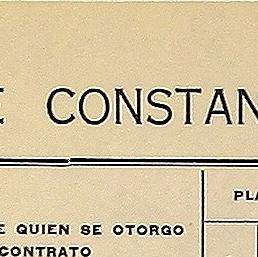 E CONSTAN
E QUIEN SE OTORGO
CONTRATO
PLA